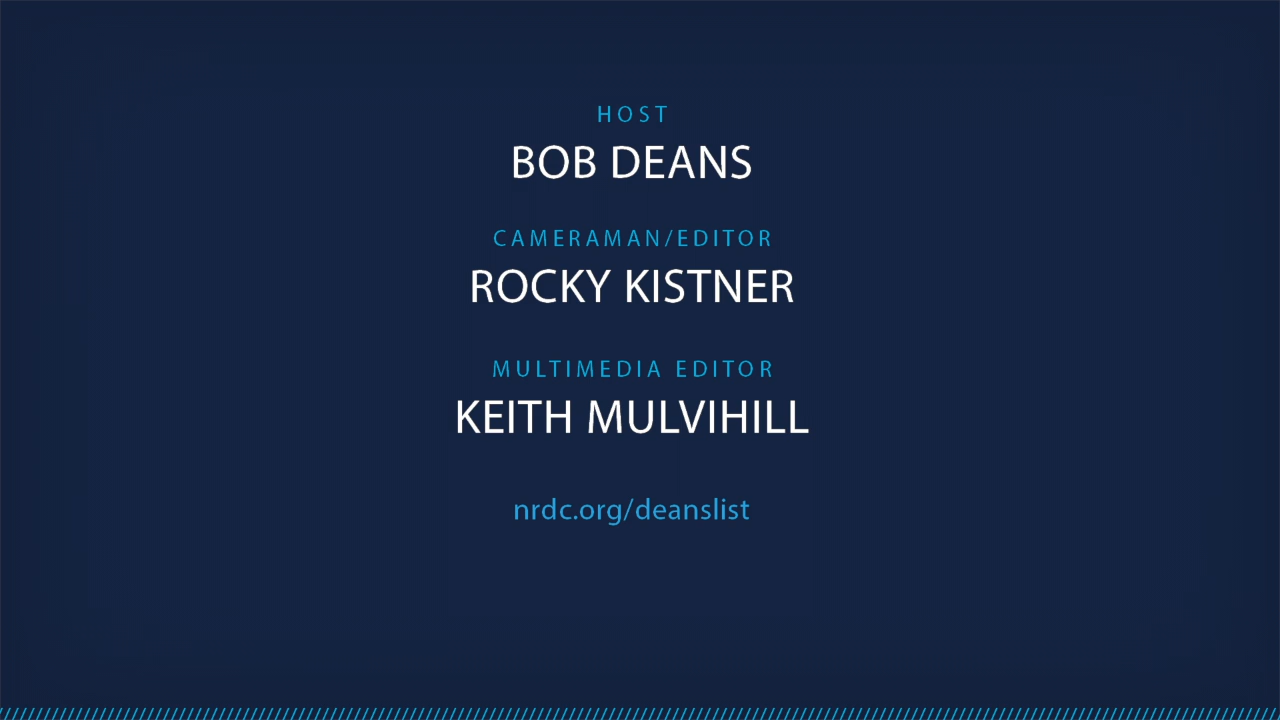 HOST
BOB DEANS
CAMERAMAN/EDITOR
ROCKY KISTNER
MULTIMEDIA EDITOR
KEITH MULVIHILL
nrdc.org/deanslist